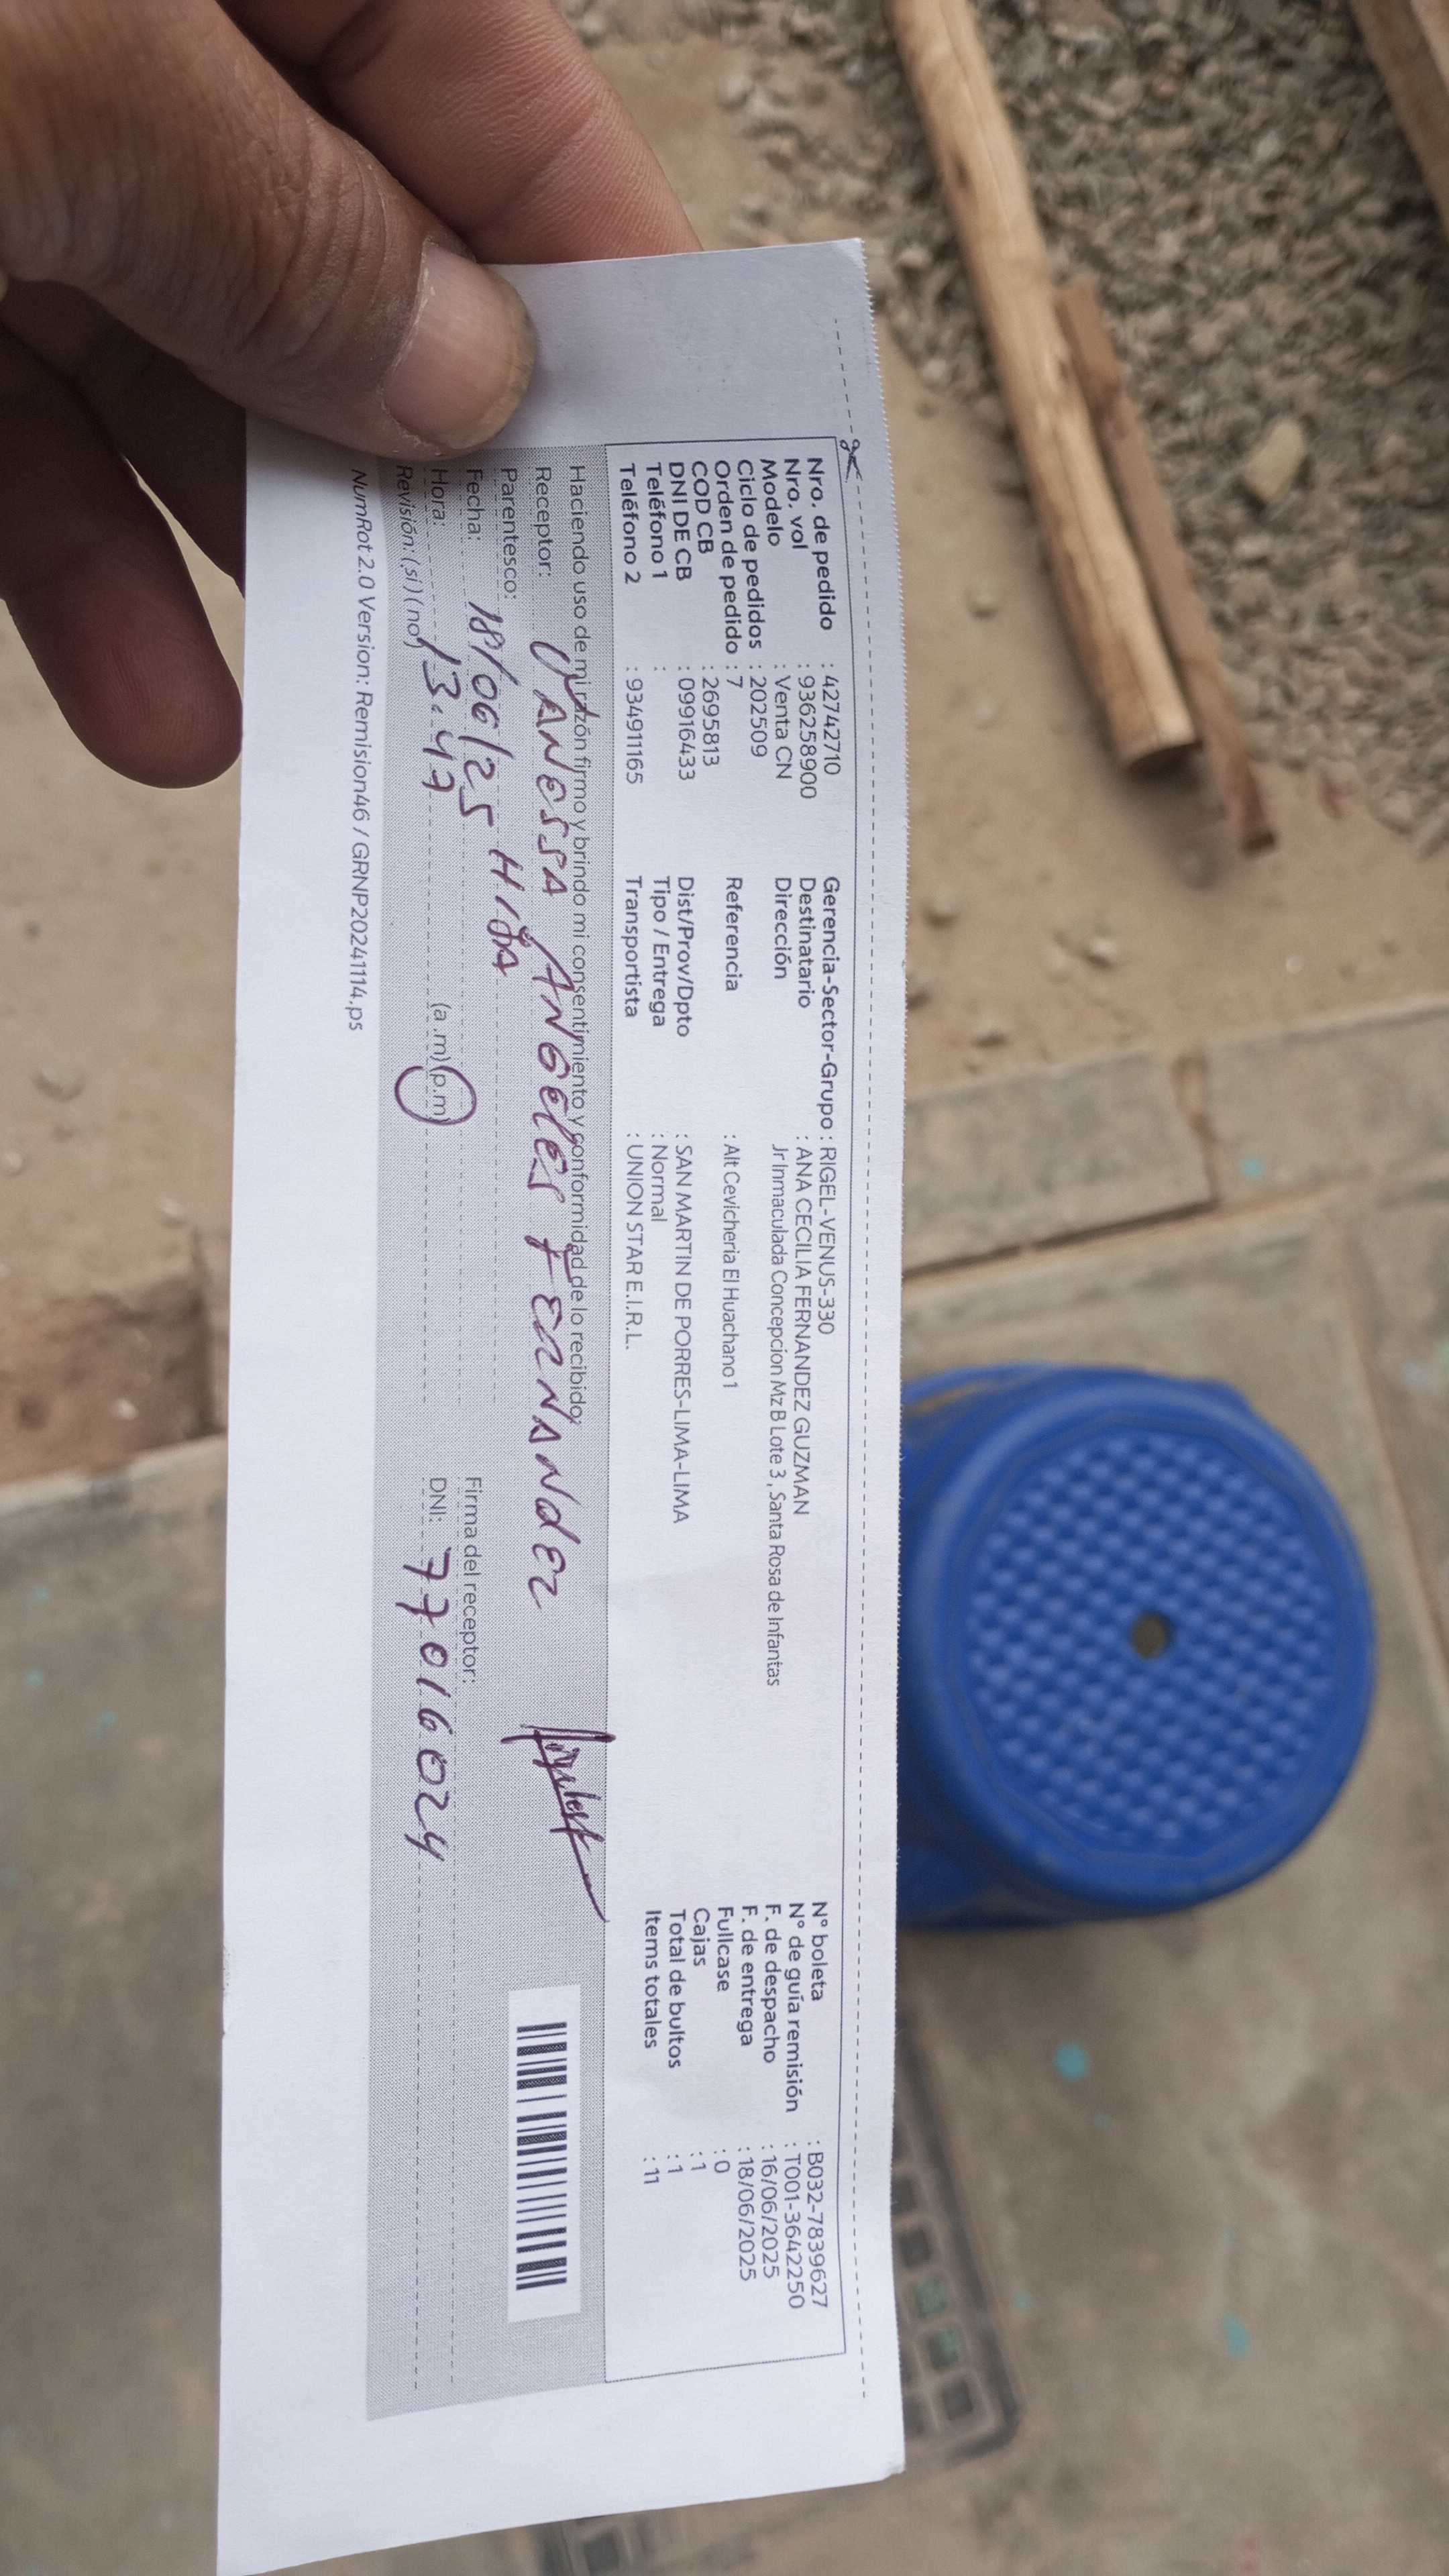 Nro. de pedido : 42742710
Nro. vol : 936258900
Modelo : Venta CN
Ciclo de pedidos : 202509
Orden de pedido : 7
COD CB : 2695813
DNI DE CB : 09916433
Teléfono 1 :
Teléfono 2 : 934911165
Gerencia-Sector-Grupo : RIGEL-VENUS-330
Destinatario : ANA CECILIA FERNANDEZ GUZMAN
Dirección Jr Inmaculada Concepcion Mz B Lote 3 , Santa Rosa de Infantas
Referencia : Alt Cevicheria El Huachano 1
Dist/Prov/Dpto : SAN MARTIN DE PORRES-LIMA-LIMA
Tipo / Entrega : Normal
Transportista : UNION STAR E.I.R.L.
N° boleta : B032-7839627
N° de guía remisión : T001-3642250
F. de despacho : 16/06/2025
F. de entrega : 18/06/2025
Fullcase : 0
Cajas : 1
Total de bultos : 1
Items totales : 11
Haciendo uso de mi razón firmo y brindo mi consentimiento y conformidad de lo recibido:
Receptor: VANESSA ANGELES FERNANDEZ
Parentesco: HIJA
Fecha: 18/06/25
Firma del receptor:
Hora: 13.47 (a.m) (p.m)
DNI: 77016024
Revisión: (si) (no)
NumRot 2.0 Version: Remision46 / GRNP20241114.ps